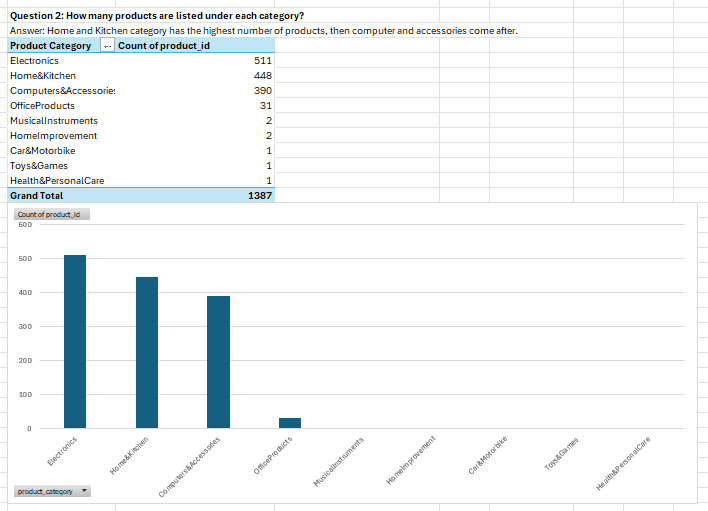 Question 2: How many products are listed under each category?
Answer: Home and Kitchen category has the highest number of products, then computer and accessories come after.
Product Category Count of product_id
Electronics 511
Home&Kitchen 448
Computers&Accessories 390
OfficeProducts 31
MusicalInstruments 2
HomeImprovement 2
Car&Motorbike 1
Toys&Games 1
Health&PersonalCare 1
Grand Total 1387
Count of product_id
600
500
400
300
200
100
0
Electronics
Home&Kitchen
Computers&Accessories
OfficeProducts
MusicalInstruments
HomeImprovement
Car&Motorbike
Toys&Games
Health&PersonalCare
product_category